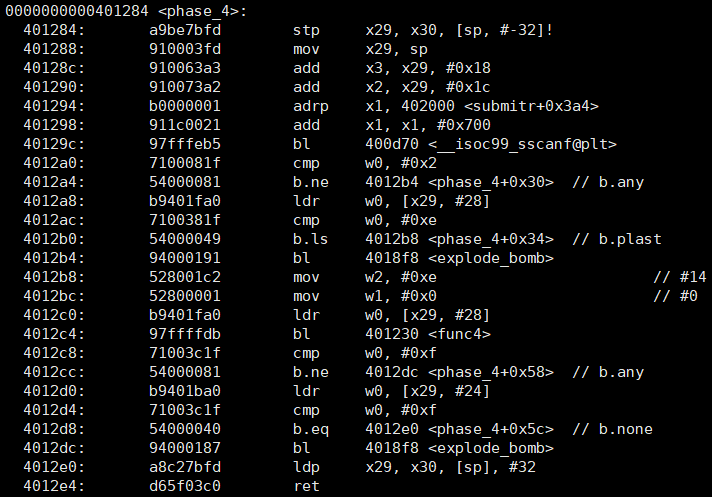 0000000000401284 <phase_4>:
401284: a9be7bfd stp x29, x30, [sp, #-32]!
401288: 910003fd mov x29, sp
40128c: 910063a3 add x3, x29, #0x18
401290: 910073a2 add x2, x29, #0x1c
401294: b0000001 adrp x1, 402000 <submitr+0x3a4>
401298: 911c0021 add x1, x1, #0x700
40129c: 97fffeb5 bl 400d70 <__isoc99_sscanf@plt>
4012a0: 7100081f cmp w0, #0x2
4012a4: 54000081 b.ne 4012b4 <phase_4+0x30> // b.any
4012a8: b9401fa0 ldr w0, [x29, #28]
4012ac: 7100381f cmp w0, #0xe
4012b0: 54000049 b.ls 4012b8 <phase_4+0x34> // b.plast
4012b4: 94000191 bl 4018f8 <explode_bomb>
4012b8: 528001c2 mov w2, #0xe // #14
4012bc: 52800001 mov w1, #0x0 // #0
4012c0: b9401fa0 ldr w0, [x29, #28]
4012c4: 97ffffdb bl 401230 <func4>
4012c8: 71003c1f cmp w0, #0xf
4012cc: 54000081 b.ne 4012dc <phase_4+0x58> // b.any
4012d0: b9401ba0 ldr w0, [x29, #24]
4012d4: 71003c1f cmp w0, #0xf
4012d8: 54000040 b.eq 4012e0 <phase_4+0x5c> // b.none
4012dc: 94000187 bl 4018f8 <explode_bomb>
4012e0: a8c27bfd ldp x29, x30, [sp], #32
4012e4: d65f03c0 ret